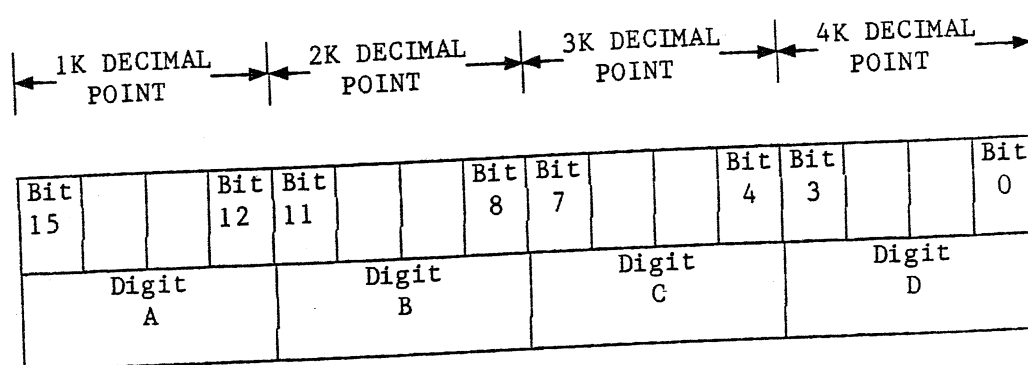 1K DECIMAL POINT
2K DECIMAL POINT
3K DECIMAL POINT
4K DECIMAL POINT
Bit 15
Bit 12
Bit 11
Bit 8
Bit 7
Bit 4
Bit 3
Bit 0
Digit A
Digit B
Digit C
Digit D